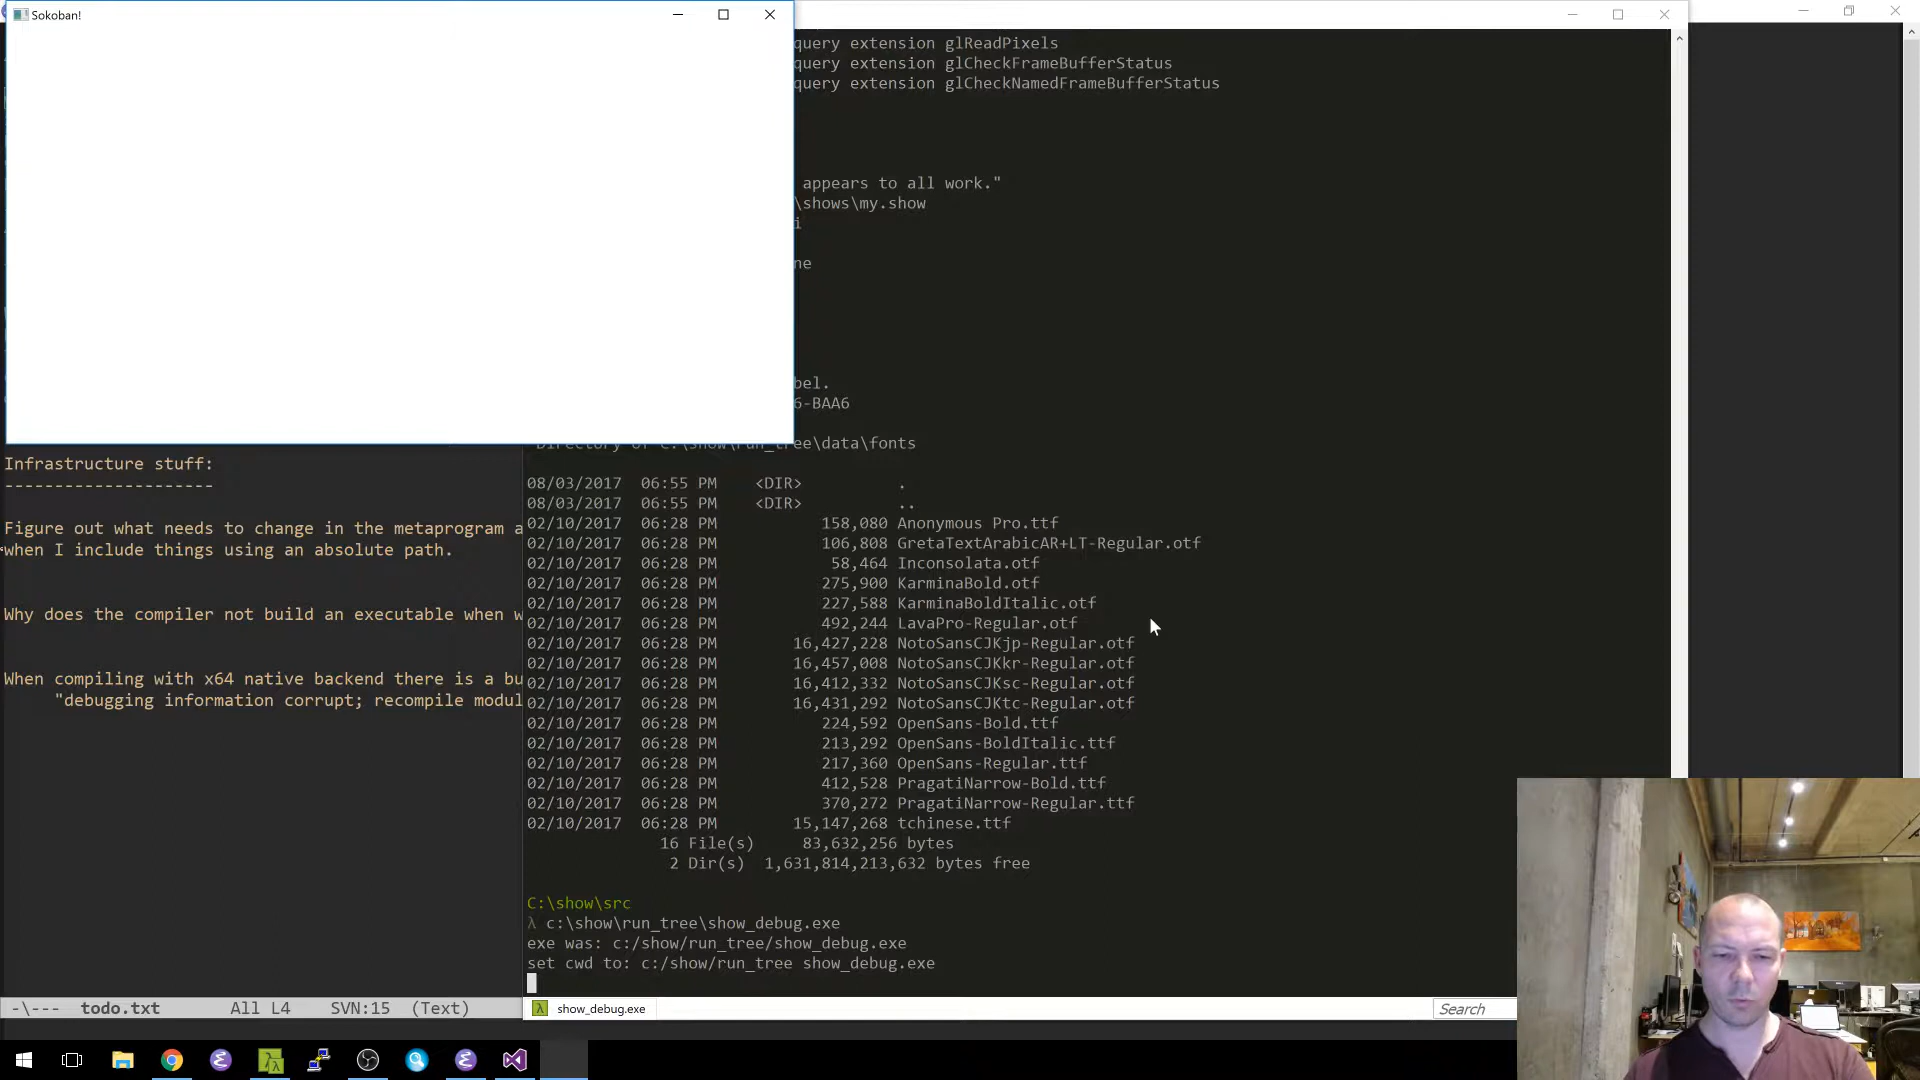 Sokoban!
query extension glReadPixels
query extension glCheckFrameBufferStatus
query extension glCheckNamedFrameBufferStatus
appears to all work."
\shows\my.show
i
ne
bel.
6-BAA6
Directory of c:\show\run_tree\data\fonts
08/03/2017 06:55 PM <DIR> .
08/03/2017 06:55 PM <DIR> ..
02/10/2017 06:28 PM 158,080 Anonymous Pro.ttf
02/10/2017 06:28 PM 106,808 GretaTextArabicAR+LT-Regular.otf
02/10/2017 06:28 PM 58,464 Inconsolata.otf
02/10/2017 06:28 PM 275,900 KarminaBold.otf
02/10/2017 06:28 PM 227,588 KarminaBoldItalic.otf
02/10/2017 06:28 PM 492,244 LavaPro-Regular.otf
02/10/2017 06:28 PM 16,427,228 NotoSansCJKjp-Regular.otf
02/10/2017 06:28 PM 16,457,008 NotoSansCJKkr-Regular.otf
02/10/2017 06:28 PM 16,412,332 NotoSansCJKsc-Regular.otf
02/10/2017 06:28 PM 16,431,292 NotoSansCJKtc-Regular.otf
02/10/2017 06:28 PM 224,592 OpenSans-Bold.ttf
02/10/2017 06:28 PM 213,292 OpenSans-BoldItalic.ttf
02/10/2017 06:28 PM 217,360 OpenSans-Regular.ttf
02/10/2017 06:28 PM 412,528 PragatiNarrow-Bold.ttf
02/10/2017 06:28 PM 370,272 PragatiNarrow-Regular.ttf
02/10/2017 06:28 PM 15,147,268 tchinese.ttf
16 File(s) 83,632,256 bytes
2 Dir(s) 1,631,814,213,632 bytes free
C:\show\src
λ c:\show\run_tree\show_debug.exe
exe was: c:/show/run_tree/show_debug.exe
set cwd to: c:/show/run_tree show_debug.exe
show_debug.exe
Search
Infrastructure stuff:
---------------------
Figure out what needs to change in the metaprogram a
when I include things using an absolute path.
Why does the compiler not build an executable when w
When compiling with x64 native backend there is a bu
"debugging information corrupt; recompile modul
-\--- todo.txt All L4 SVN:15 (Text)